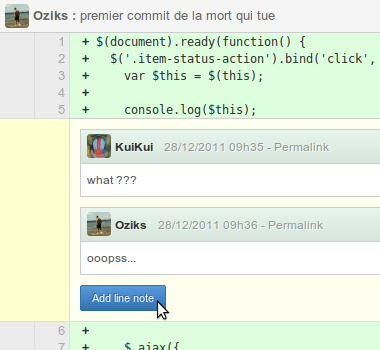 Oziks : premier commit de la mort qui tue
1 + $(document).ready(function() {
2 + $('.item-status-action').bind('click',
3 + var $this = $(this);
4 +
5 + console.log($this);
KuiKui 28/12/2011 09h35 - Permalink
what ???
Oziks 28/12/2011 09h36 - Permalink
ooopss...
Add line note
6 +
7 $.ajax({